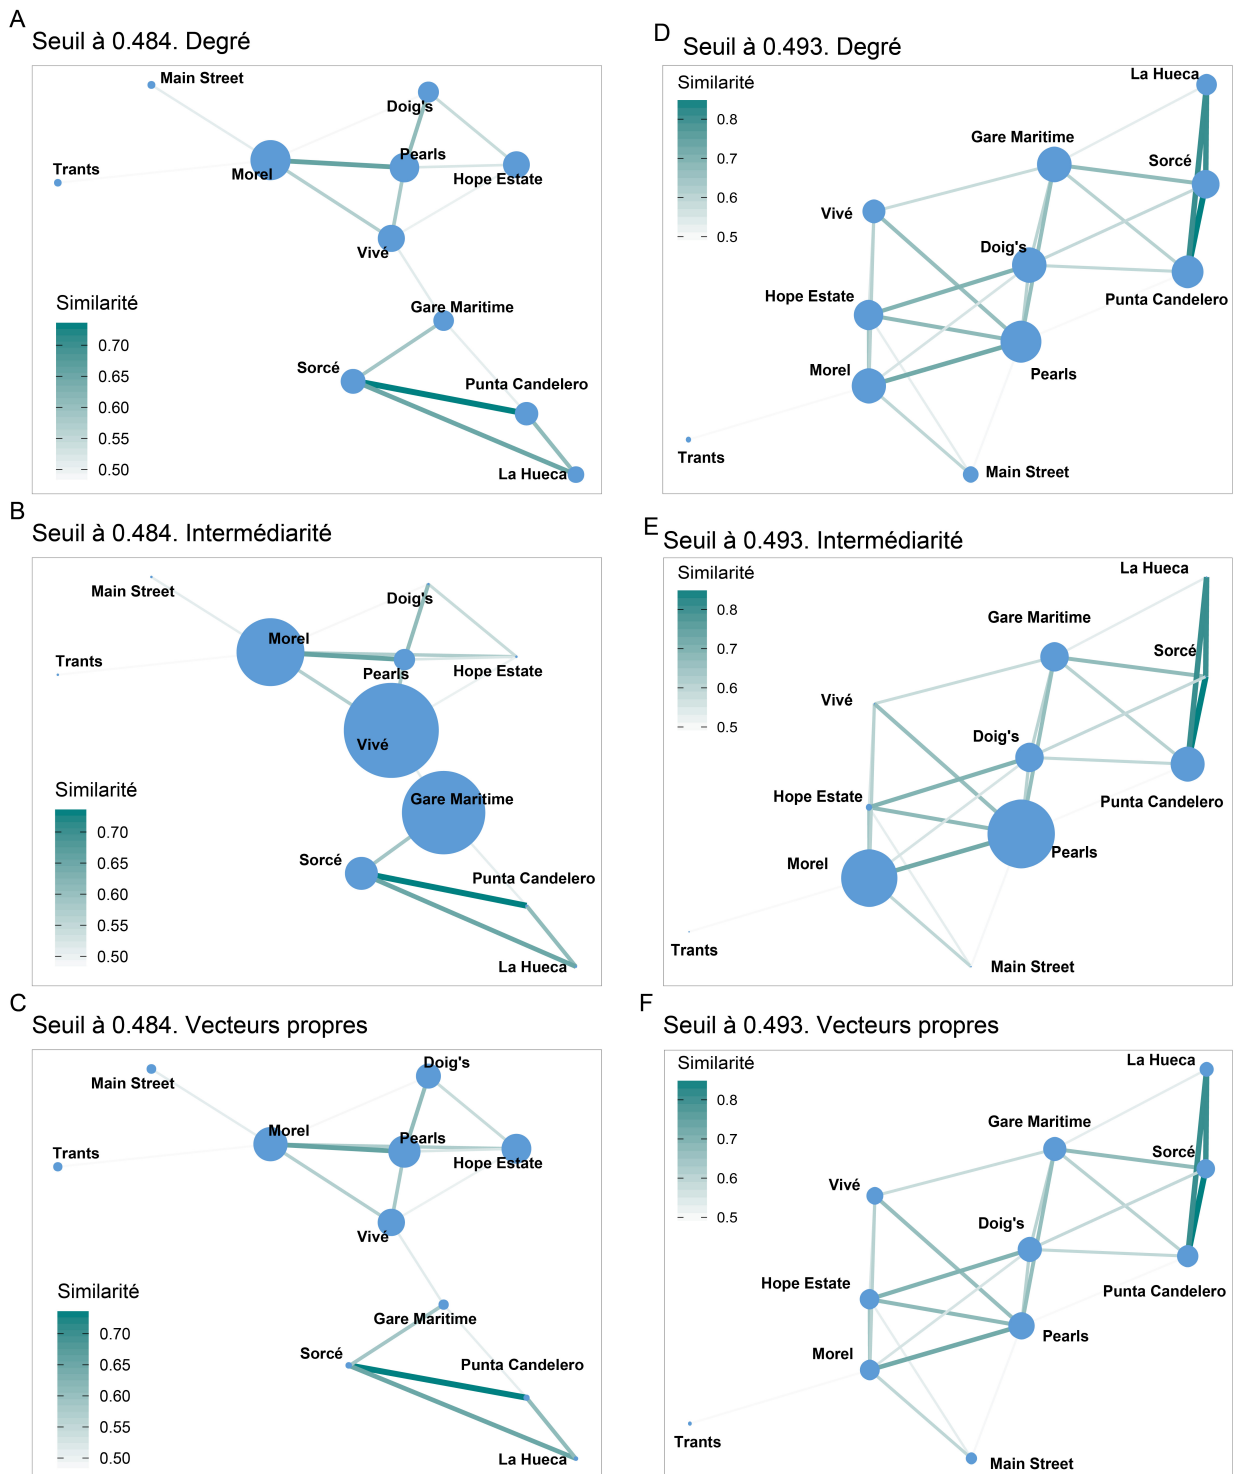 A
Seuil à 0.484. Degré
Main Street
Doig's
Trants
Morel
Pearls
Hope Estate
Vivé
Similarité
0.70
0.65
0.60
0.55
0.50
Gare Maritime
Sorcé
Punta Candelero
La Hueca
D
Seuil à 0.493. Degré
Similarité
0.8
0.7
0.6
0.5
La Hueca
Gare Maritime
Sorcé
Vivé
Doig's
Hope Estate
Punta Candelero
Morel
Pearls
Trants
Main Street
B
Seuil à 0.484. Intermédiarité
Main Street
Doig's
Morel
Trants
Pearls
Hope Estate
Vivé
Similarité
0.70
0.65
0.60
0.55
0.50
Gare Maritime
Sorcé
Punta Candelero
La Hueca
E
Seuil à 0.493. Intermédiarité
Similarité
0.8
0.7
0.6
0.5
La Hueca
Gare Maritime
Sorcé
Vivé
Doig's
Hope Estate
Punta Candelero
Pearls
Morel
Trants
Main Street
C
Seuil à 0.484. Vecteurs propres
Doig's
Main Street
Morel
Pearls
Trants
Hope Estate
Vivé
Similarité
0.70
0.65
0.60
0.55
0.50
Gare Maritime
Sorcé
Punta Candelero
La Hueca
F
Seuil à 0.493. Vecteurs propres
Similarité
0.8
0.7
0.6
0.5
La Hueca
Gare Maritime
Sorcé
Vivé
Doig's
Hope Estate
Punta Candelero
Pearls
Morel
Trants
Main Street